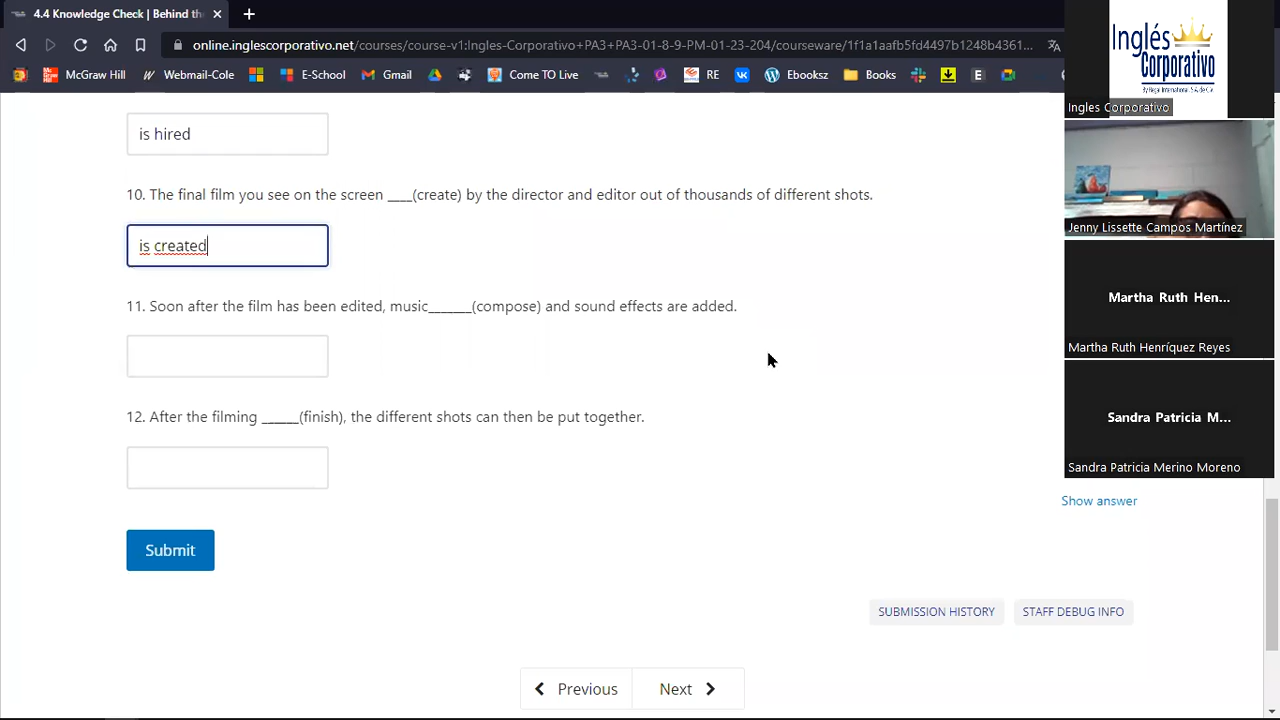 4.4 Knowledge Check | Behind the
online.inglescorporativo.net/courses/course-v1:Ingles-Corporativo+PA3+PA3-01-8-9-PM-01-23-204/courseware/1f1a1aafb5fd4497b1248b4361...
McGraw Hill Webmail-Cole E-School Gmail Come TO Live RE Ebooksz Books
is hired
10. The final film you see on the screen ____(create) by the director and editor out of thousands of different shots.
is created
11. Soon after the film has been edited, music_______(compose) and sound effects are added.
12. After the filming ______(finish), the different shots can then be put together.
Show answer
Submit
SUBMISSION HISTORY STAFF DEBUG INFO
Previous Next
Inglés
Corporativo
Ingles Corporativo
Jenny Lissette Campos Martínez
Martha Ruth Hen...
Martha Ruth Henríquez Reyes
Sandra Patricia M...
Sandra Patricia Merino Moreno